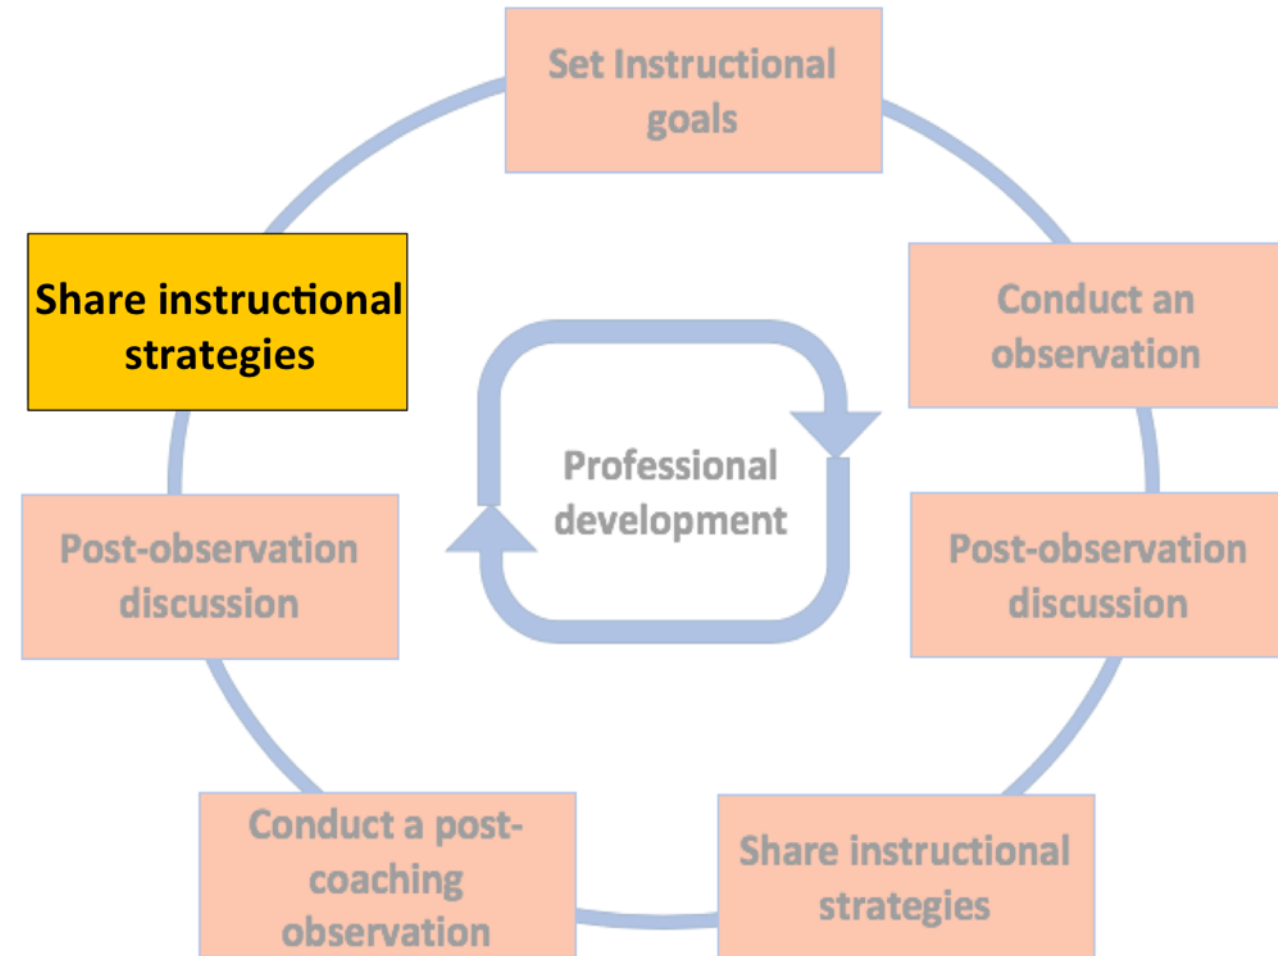 Set Instructional
goals
Share instructional
strategies
Conduct an
observation
Professional
development
Post-observation
discussion
Post-observation
discussion
Conduct a post-
coaching
observation
Share instructional
strategies